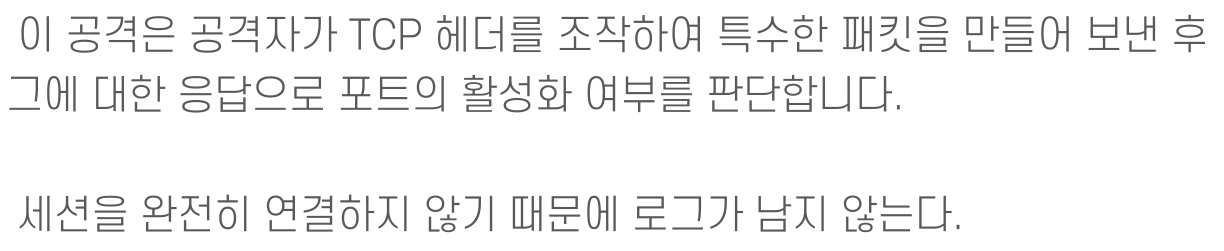 이 공격은 공격자가 TCP 헤더를 조작하여 특수한 패킷을 만들어 보낸 후
그에 대한 응답으로 포트의 활성화 여부를 판단합니다.
세션을 완전히 연결하지 않기 때문에 로그가 남지 않는다.